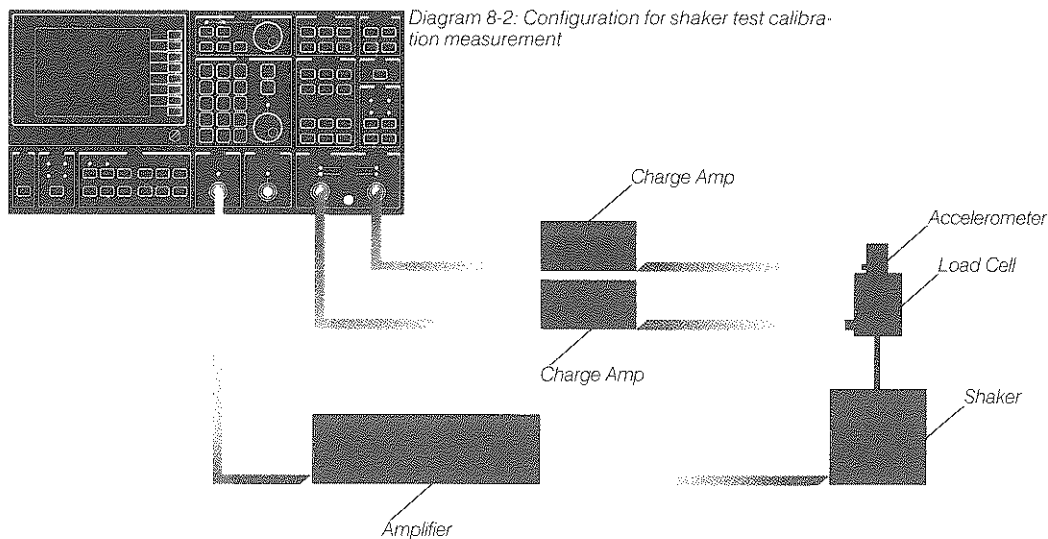 Diagram 8-2: Configuration for shaker test calibra-
tion measurement
Charge Amp
Accelerometer
Load Cell
Charge Amp
Shaker
Amplifier